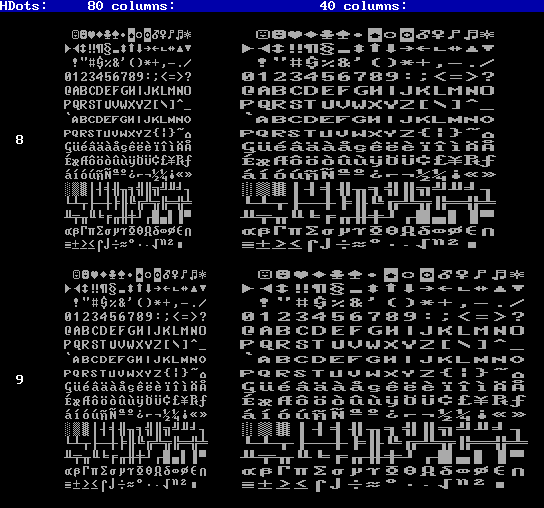 HDots: 80 columns: 40 columns:
☺☻♥♦♣♠•◘○◙♂♀♪♫☼ ☺☻♥♦♣♠•◘○◙♂♀♪♫☼
►◄↕‼¶§▬↨↑↓→←∟↔▲▼ ►◄↕‼¶§▬↨↑↓→←∟↔▲▼
!"#$%&'()*+,-./ !"#$%&'()*+,-./
0123456789:;<=>? 0123456789:;<=>?
@ABCDEFGHIJKLMNO @ABCDEFGHIJKLMNO
PQRSTUVWXYZ[\]^_ PQRSTUVWXYZ[\]^_
`ABCDEFGHIJKLMNO `ABCDEFGHIJKLMNO
8
PQRSTUVWXYZ{¦}~⌂ PQRSTUVWXYZ{¦}~⌂
ÇüéâäàåçêëèïîìÄÅ ÇüéâäàåçêëèïîìÄÅ
ÉæÆôöòûùÿÖÜ¢£¥₧ƒ ÉæÆôöòûùÿÖÜ¢£¥₧ƒ
áíóúñÑªº¿⌐¬½¼¡«» áíóúñÑªº¿⌐¬½¼¡«»
░▒▓│┤╡╢╖╕╣║╗╝╜╛┐ ░▒▓│┤╡╢╖╕╣║╗╝╜╛┐
└┴┬├─┼╞╟╚╔╩╦╠═╬╧ └┴┬├─┼╞╟╚╔╩╦╠═╬╧
╨╤╥╙╘╒╓╫╪┘┌█▄▌▐▀ ╨╤╥╙╘╒╓╫╪┘┌█▄▌▐▀
αßΓπΣσµτΦΘΩδ∞φε∩ αßΓπΣσµτΦΘΩδ∞φε∩
≡±≥≤⌠⌡÷≈°∙·√ⁿ²■ ≡±≥≤⌠⌡÷≈°∙·√ⁿ²■
☺☻♥♦♣♠•◘○◙♂♀♪♫☼ ☺☻♥♦♣♠•◘○◙♂♀♪♫☼
►◄↕‼¶§▬↨↑↓→←∟↔▲▼ ►◄↕‼¶§▬↨↑↓→←∟↔▲▼
!"#$%&'()*+,-./ !"#$%&'()*+,-./
0123456789:;<=>? 0123456789:;<=>?
@ABCDEFGHIJKLMNO @ABCDEFGHIJKLMNO
PQRSTUVWXYZ[\]^_ PQRSTUVWXYZ[\]^_
`ABCDEFGHIJKLMNO `ABCDEFGHIJKLMNO
PQRSTUVWXYZ{¦}~⌂ PQRSTUVWXYZ{¦}~⌂
9
ÇüéâäàåçêëèïîìÄÅ ÇüéâäàåçêëèïîìÄÅ
ÉæÆôöòûùÿÖÜ¢£¥₧ƒ ÉæÆôöòûùÿÖÜ¢£¥₧ƒ
áíóúñÑªº¿⌐¬½¼¡«» áíóúñÑªº¿⌐¬½¼¡«»
░▒▓│┤╡╢╖╕╣║╗╝╜╛┐ ░▒▓│┤╡╢╖╕╣║╗╝╜╛┐
└┴┬├─┼╞╟╚╔╩╦╠═╬╧ └┴┬├─┼╞╟╚╔╩╦╠═╬╧
╨╤╥╙╘╒╓╫╪┘┌█▄▌▐▀ ╨╤╥╙╘╒╓╫╪┘┌█▄▌▐▀
αßΓπΣσµτΦΘΩδ∞φε∩ αßΓπΣσµτΦΘΩδ∞φε∩
≡±≥≤⌠⌡÷≈°∙·√ⁿ²■ ≡±≥≤⌠⌡÷≈°∙·√ⁿ²■